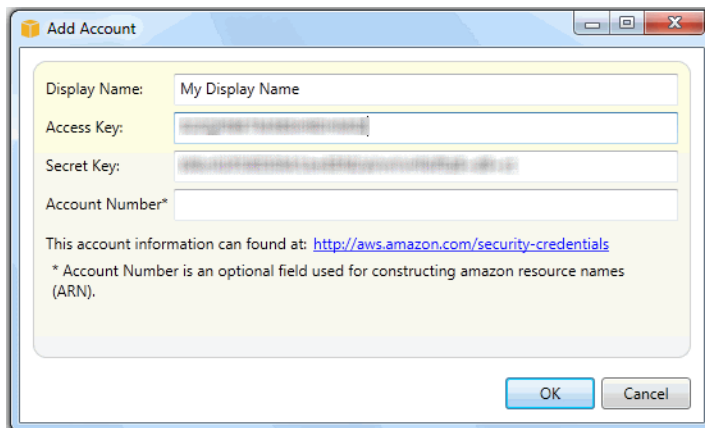 Add Account
Display Name: My Display Name
Access Key:
Secret Key:
Account Number*
This account information can found at: http://aws.amazon.com/security-credentials
* Account Number is an optional field used for constructing amazon resource names
(ARN).
OK Cancel